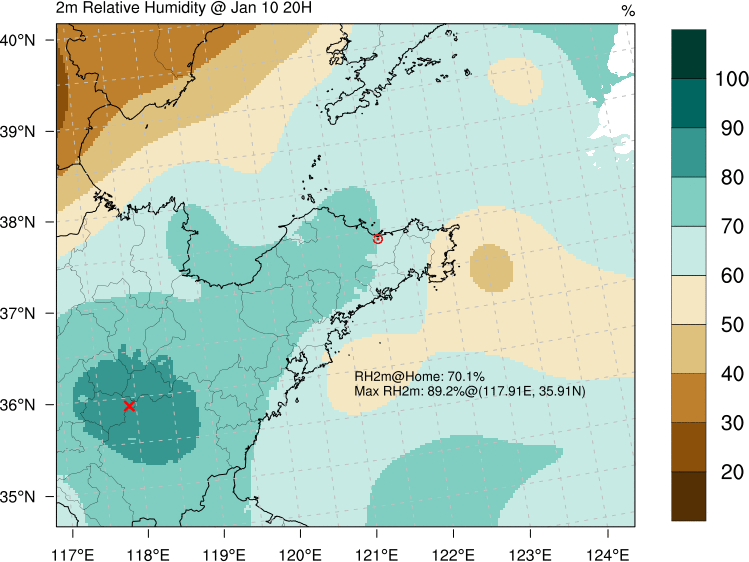 2m Relative Humidity @ Jan 10 20H
%
40°N
39°N
38°N
37°N
36°N
35°N
117°E
118°E
119°E
120°E
121°E
122°E
123°E
124°E
RH2m@Home: 70.1%
Max RH2m: 89.2%@(117.91E, 35.91N)
100
90
80
70
60
50
40
30
20